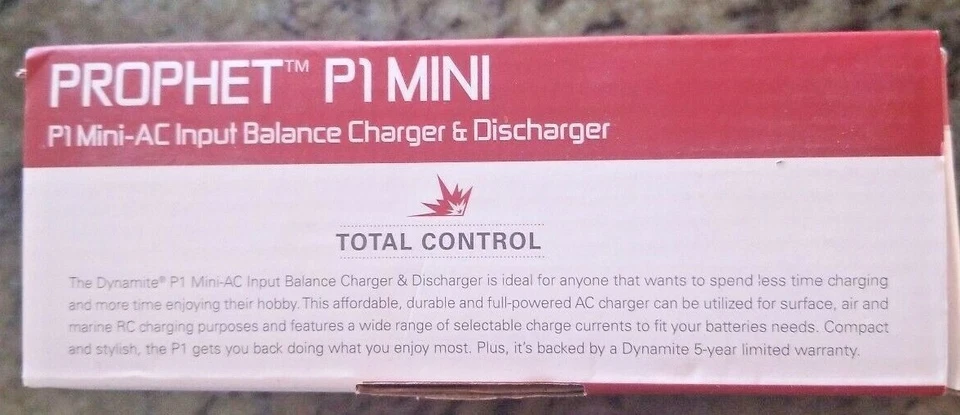 PROPHET™ P1 MINI
P1 Mini-AC Input Balance Charger & Discharger
TOTAL CONTROL
The Dynamite® P1 Mini-AC Input Balance Charger & Discharger is ideal for anyone that wants to spend less time charging
and more time enjoying their hobby. This affordable, durable and full-powered AC charger can be utilized for surface, air and
marine RC charging purposes and features a wide range of selectable charge currents to fit your batteries needs. Compact
and stylish, the P1 gets you back doing what you enjoy most. Plus, it's backed by a Dynamite 5-year limited warranty.